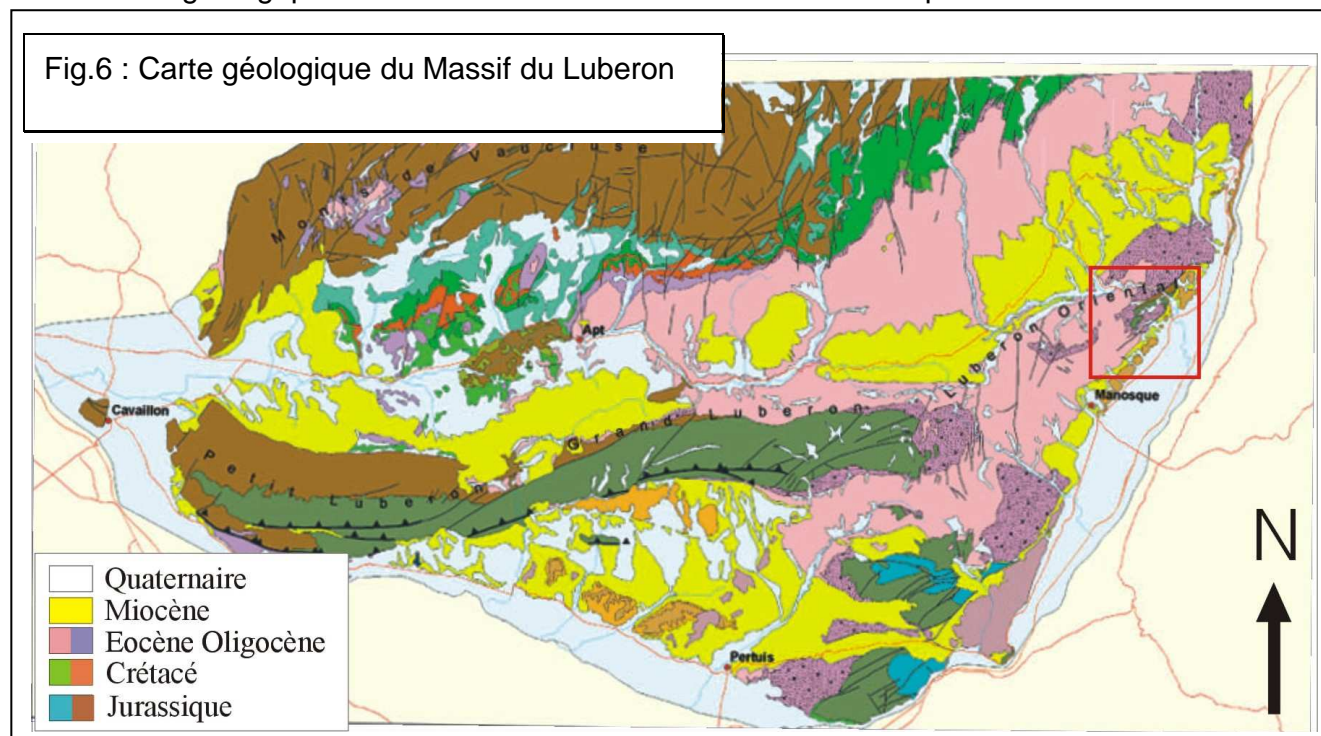 Fig.6 : Carte géologique du Massif du Luberon
Monts de Vaucluse
Apt
Luberon Oriental
Manosque
Cavaillon
Grand Luberon
Petit Luberon
Pertuis
N
Quaternaire
Miocène
Eocène Oligocène
Crétacé
Jurassique